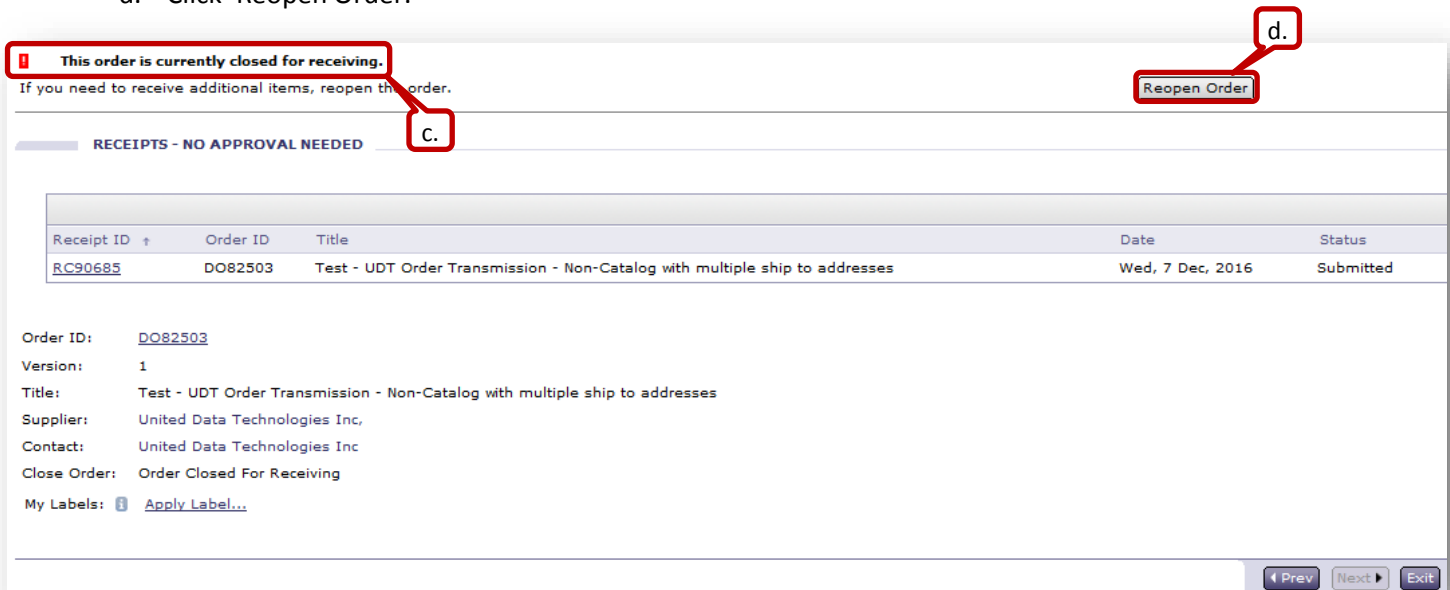 Click Reopen Order.
d.
This order is currently closed for receiving.
If you need to receive additional items, reopen the order.
Reopen Order
c.
RECEIPTS - NO APPROVAL NEEDED
Receipt ID ↑ Order ID Title Date Status
RC90685 DO82503 Test - UDT Order Transmission - Non-Catalog with multiple ship to addresses Wed, 7 Dec, 2016 Submitted
Order ID: DO82503
Version: 1
Title: Test - UDT Order Transmission - Non-Catalog with multiple ship to addresses
Supplier: United Data Technologies Inc,
Contact: United Data Technologies Inc
Close Order: Order Closed For Receiving
My Labels: i Apply Label...
Prev Next Exit